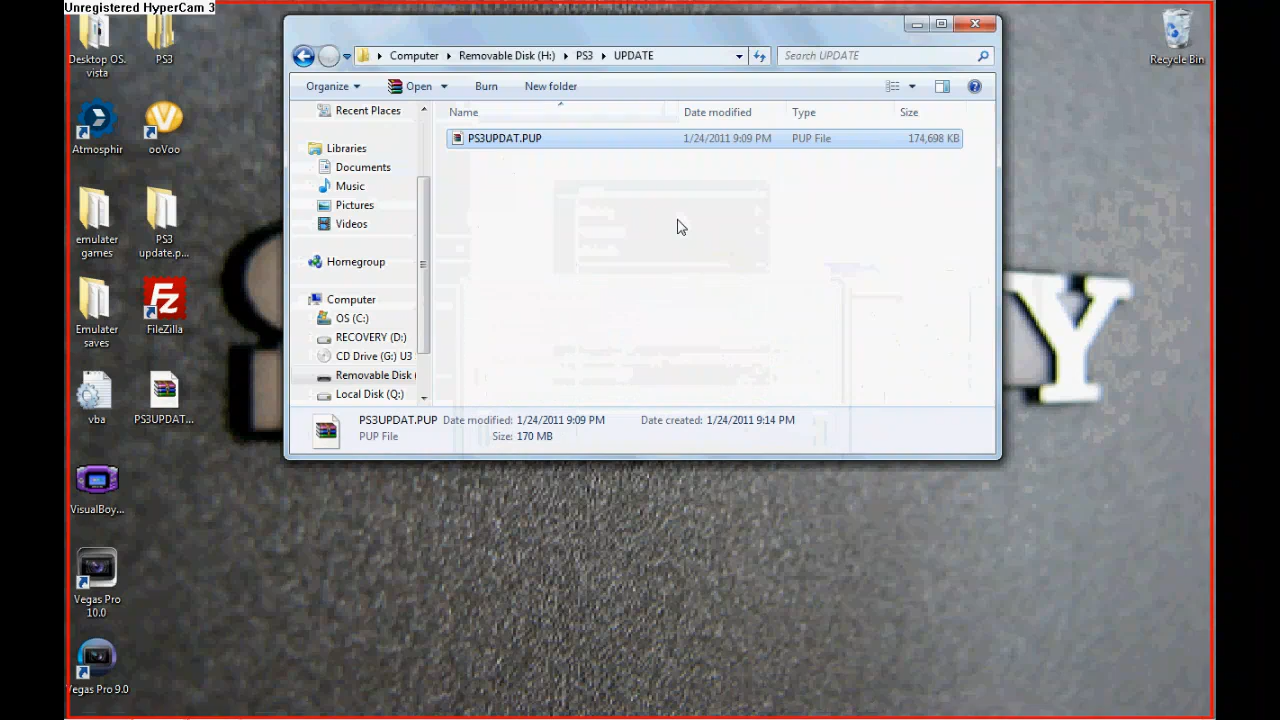 Unregistered HyperCam 3
Desktop OS. vista
PS3
Atmosphir
ooVoo
emulater games
PS3 update.p...
Emulater saves
FileZilla
vba
PS3UPDAT...
VisualBoy...
Vegas Pro 10.0
Vegas Pro 9.0
Recycle Bin
Computer
Removable Disk (H:)
PS3
UPDATE
Search UPDATE
Organize
Open
Burn
New folder
Recent Places
Libraries
Documents
Music
Pictures
Videos
Homegroup
Computer
OS (C:)
RECOVERY (D:)
CD Drive (G:) U3
Removable Disk (
Local Disk (Q:)
Name
Date modified
Type
Size
PS3UPDAT.PUP
1/24/2011 9:09 PM
PUP File
174,698 KB
PS3UPDAT.PUP
Date modified: 1/24/2011 9:09 PM
Date created: 1/24/2011 9:14 PM
PUP File
Size: 170 MB
Y